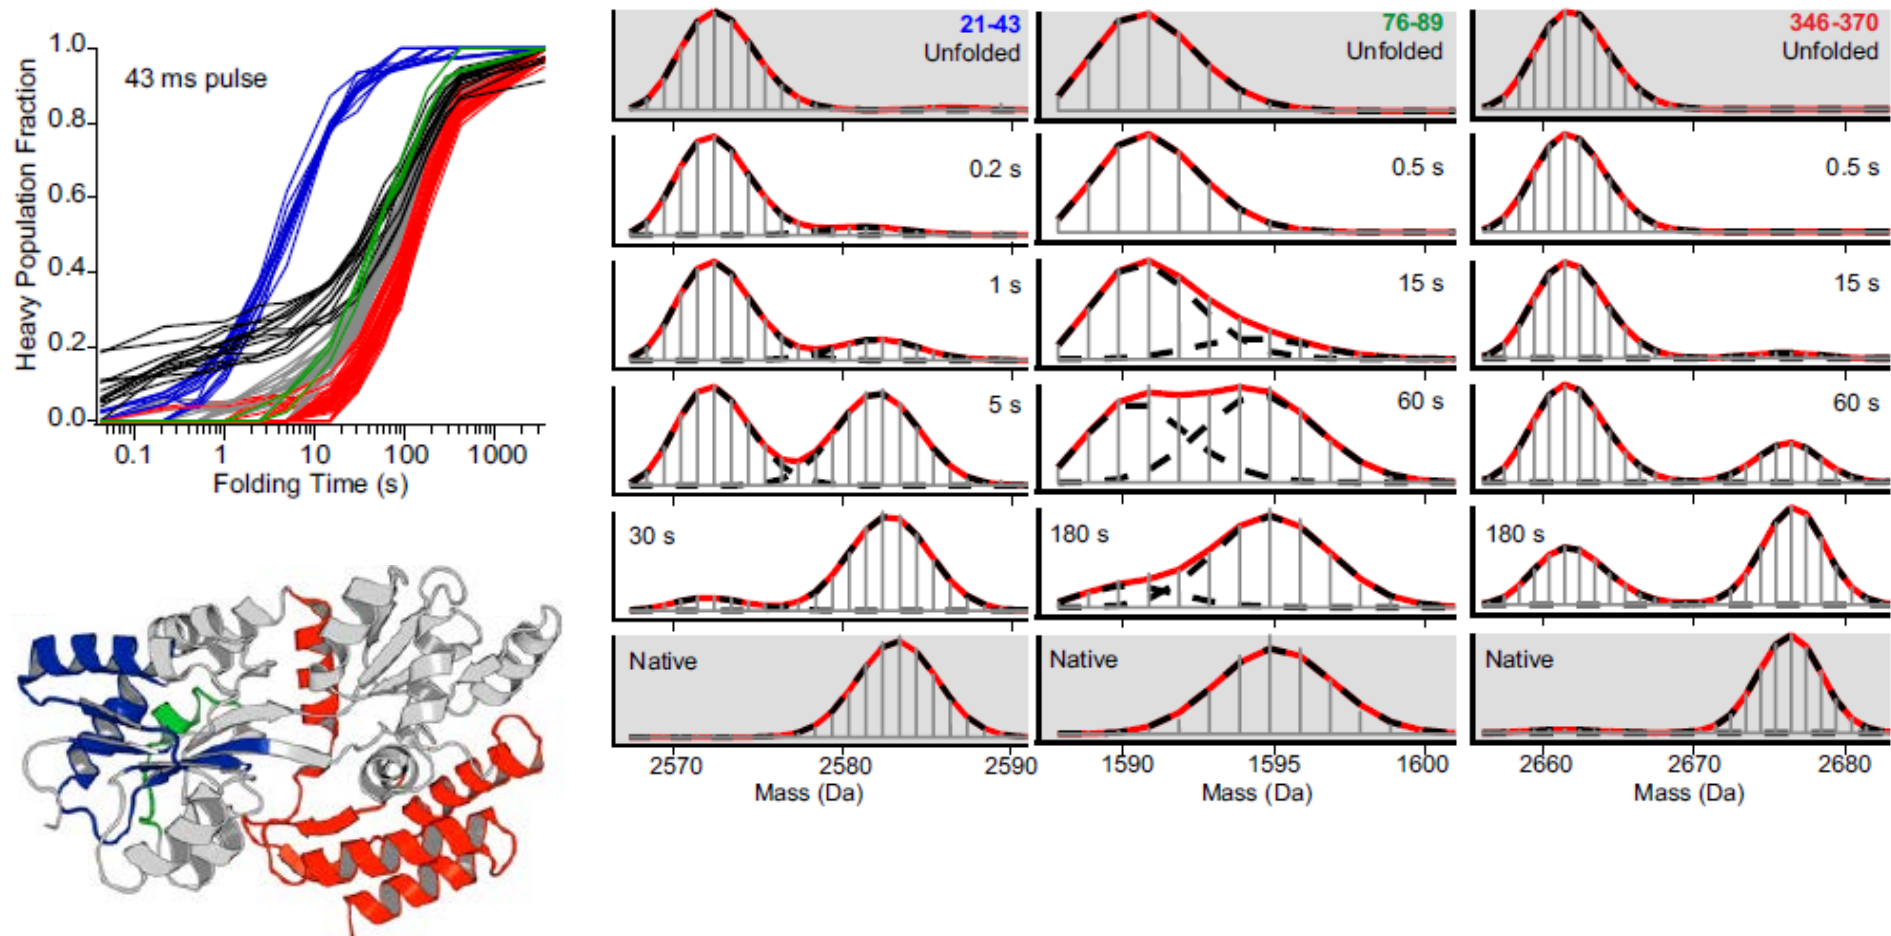 1.0
0.8
0.6
0.4
0.2
0.0
Heavy Population Fraction
43 ms pulse
0.1 1 10 100 1000
Folding Time (s)
21-43
Unfolded
0.2 s
1 s
5 s
30 s
Native
2570 2580 2590
Mass (Da)
76-89
Unfolded
0.5 s
15 s
60 s
180 s
Native
1590 1595 1600
Mass (Da)
346-370
Unfolded
0.5 s
15 s
60 s
180 s
Native
2660 2670 2680
Mass (Da)